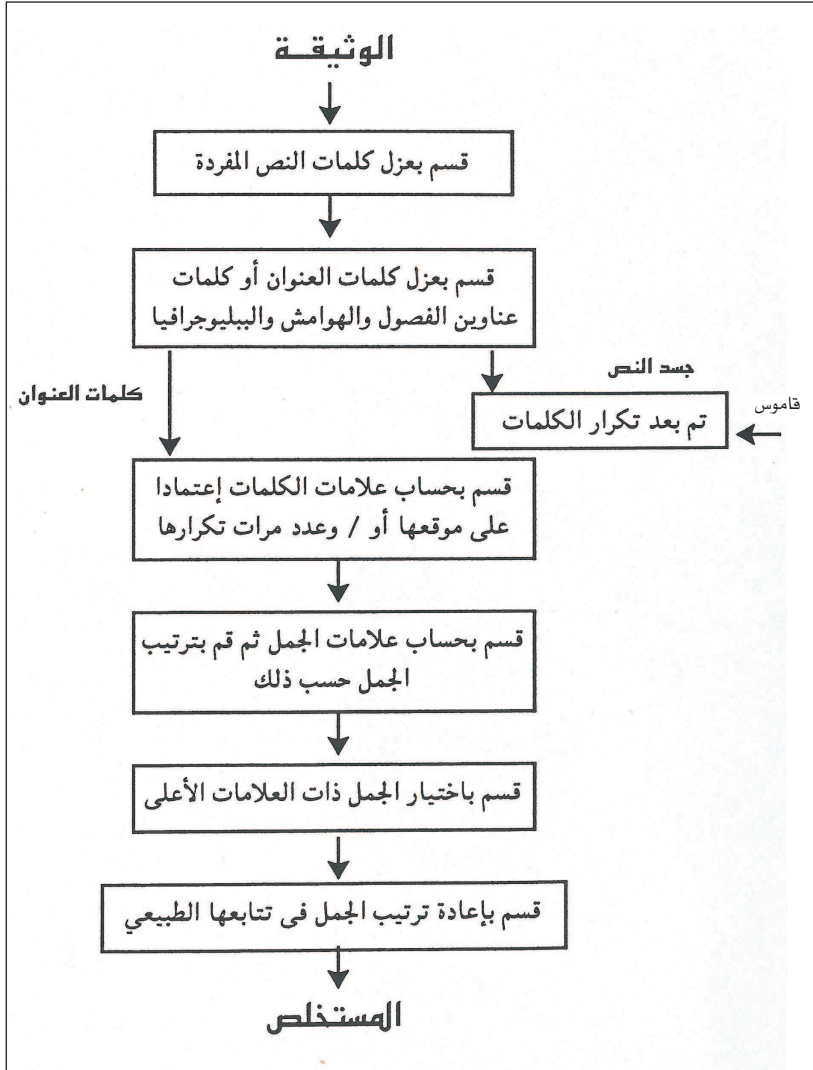 الوثيقـــة
قسم بعزل كلمات النص المفردة
قسم بعزل كلمات العنوان أو كلمات
عناوين الفصول والهوامش والببليوجرافيا
جسد النص
كلمات العنوان
قاموس
تم بعد تكرار الكلمات
قسم بحساب علامات الكلمات إعتمادا
على موقعها أو / وعدد مرات تكرارها
قسم بحساب علامات الجمل ثم قم بترتيب
الجمل حسب ذلك
قسم باختيار الجمل ذات العلامات الأعلى
قسم بإعادة ترتيب الجمل فى تتابعها الطبيعي
المستخلص